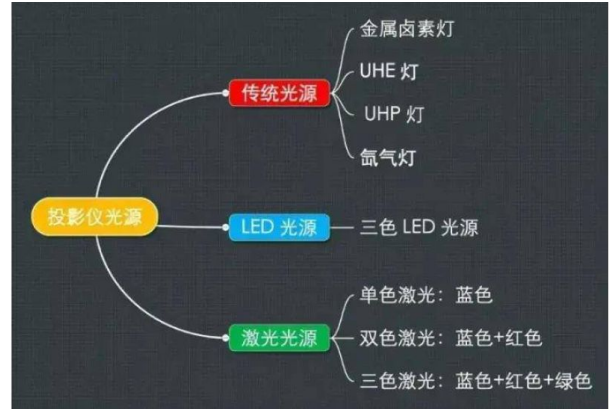 投影仪光源
传统光源
金属卤素灯
UHE 灯
UHP 灯
氙气灯
LED 光源
三色 LED 光源
激光光源
单色激光：蓝色
双色激光：蓝色+红色
三色激光：蓝色+红色+绿色